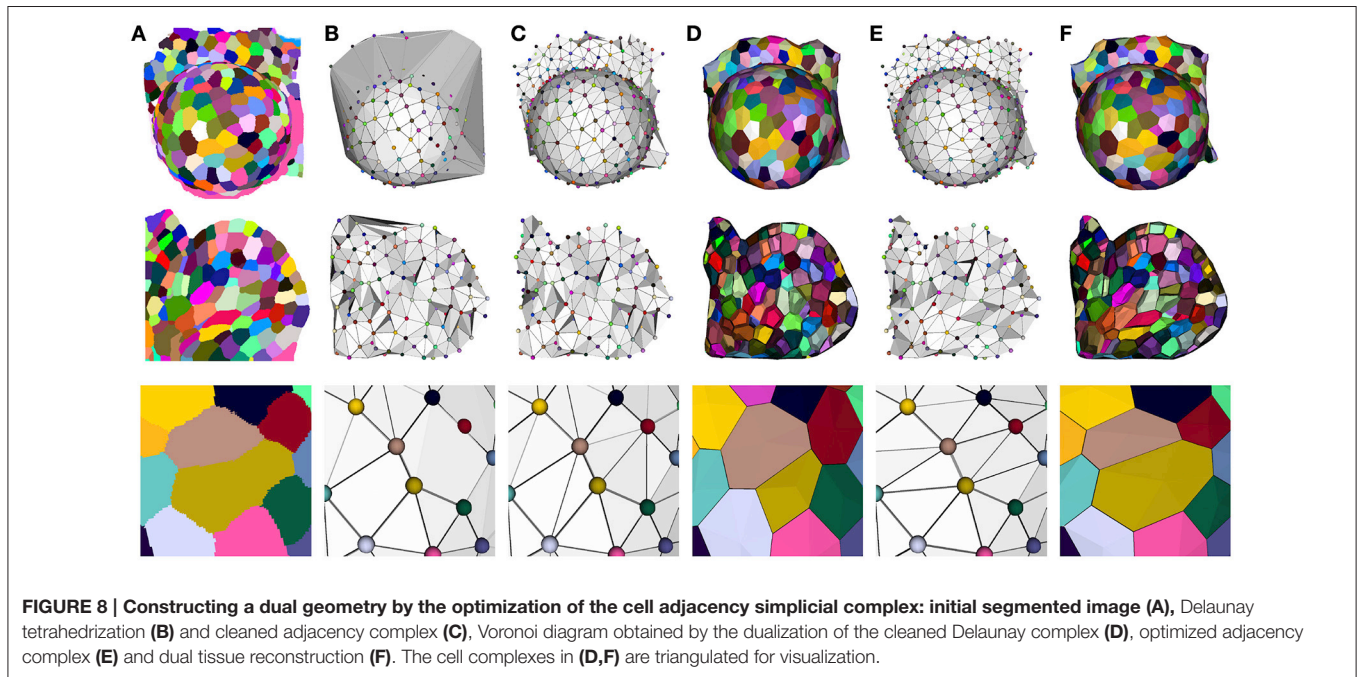 A B C D E F
FIGURE 8 | Constructing a dual geometry by the optimization of the cell adjacency simplicial complex: initial segmented image (A), Delaunay
tetrahedrization (B) and cleaned adjacency complex (C), Voronoi diagram obtained by the dualization of the cleaned Delaunay complex (D), optimized adjacency
complex (E) and dual tissue reconstruction (F). The cell complexes in (D,F) are triangulated for visualization.